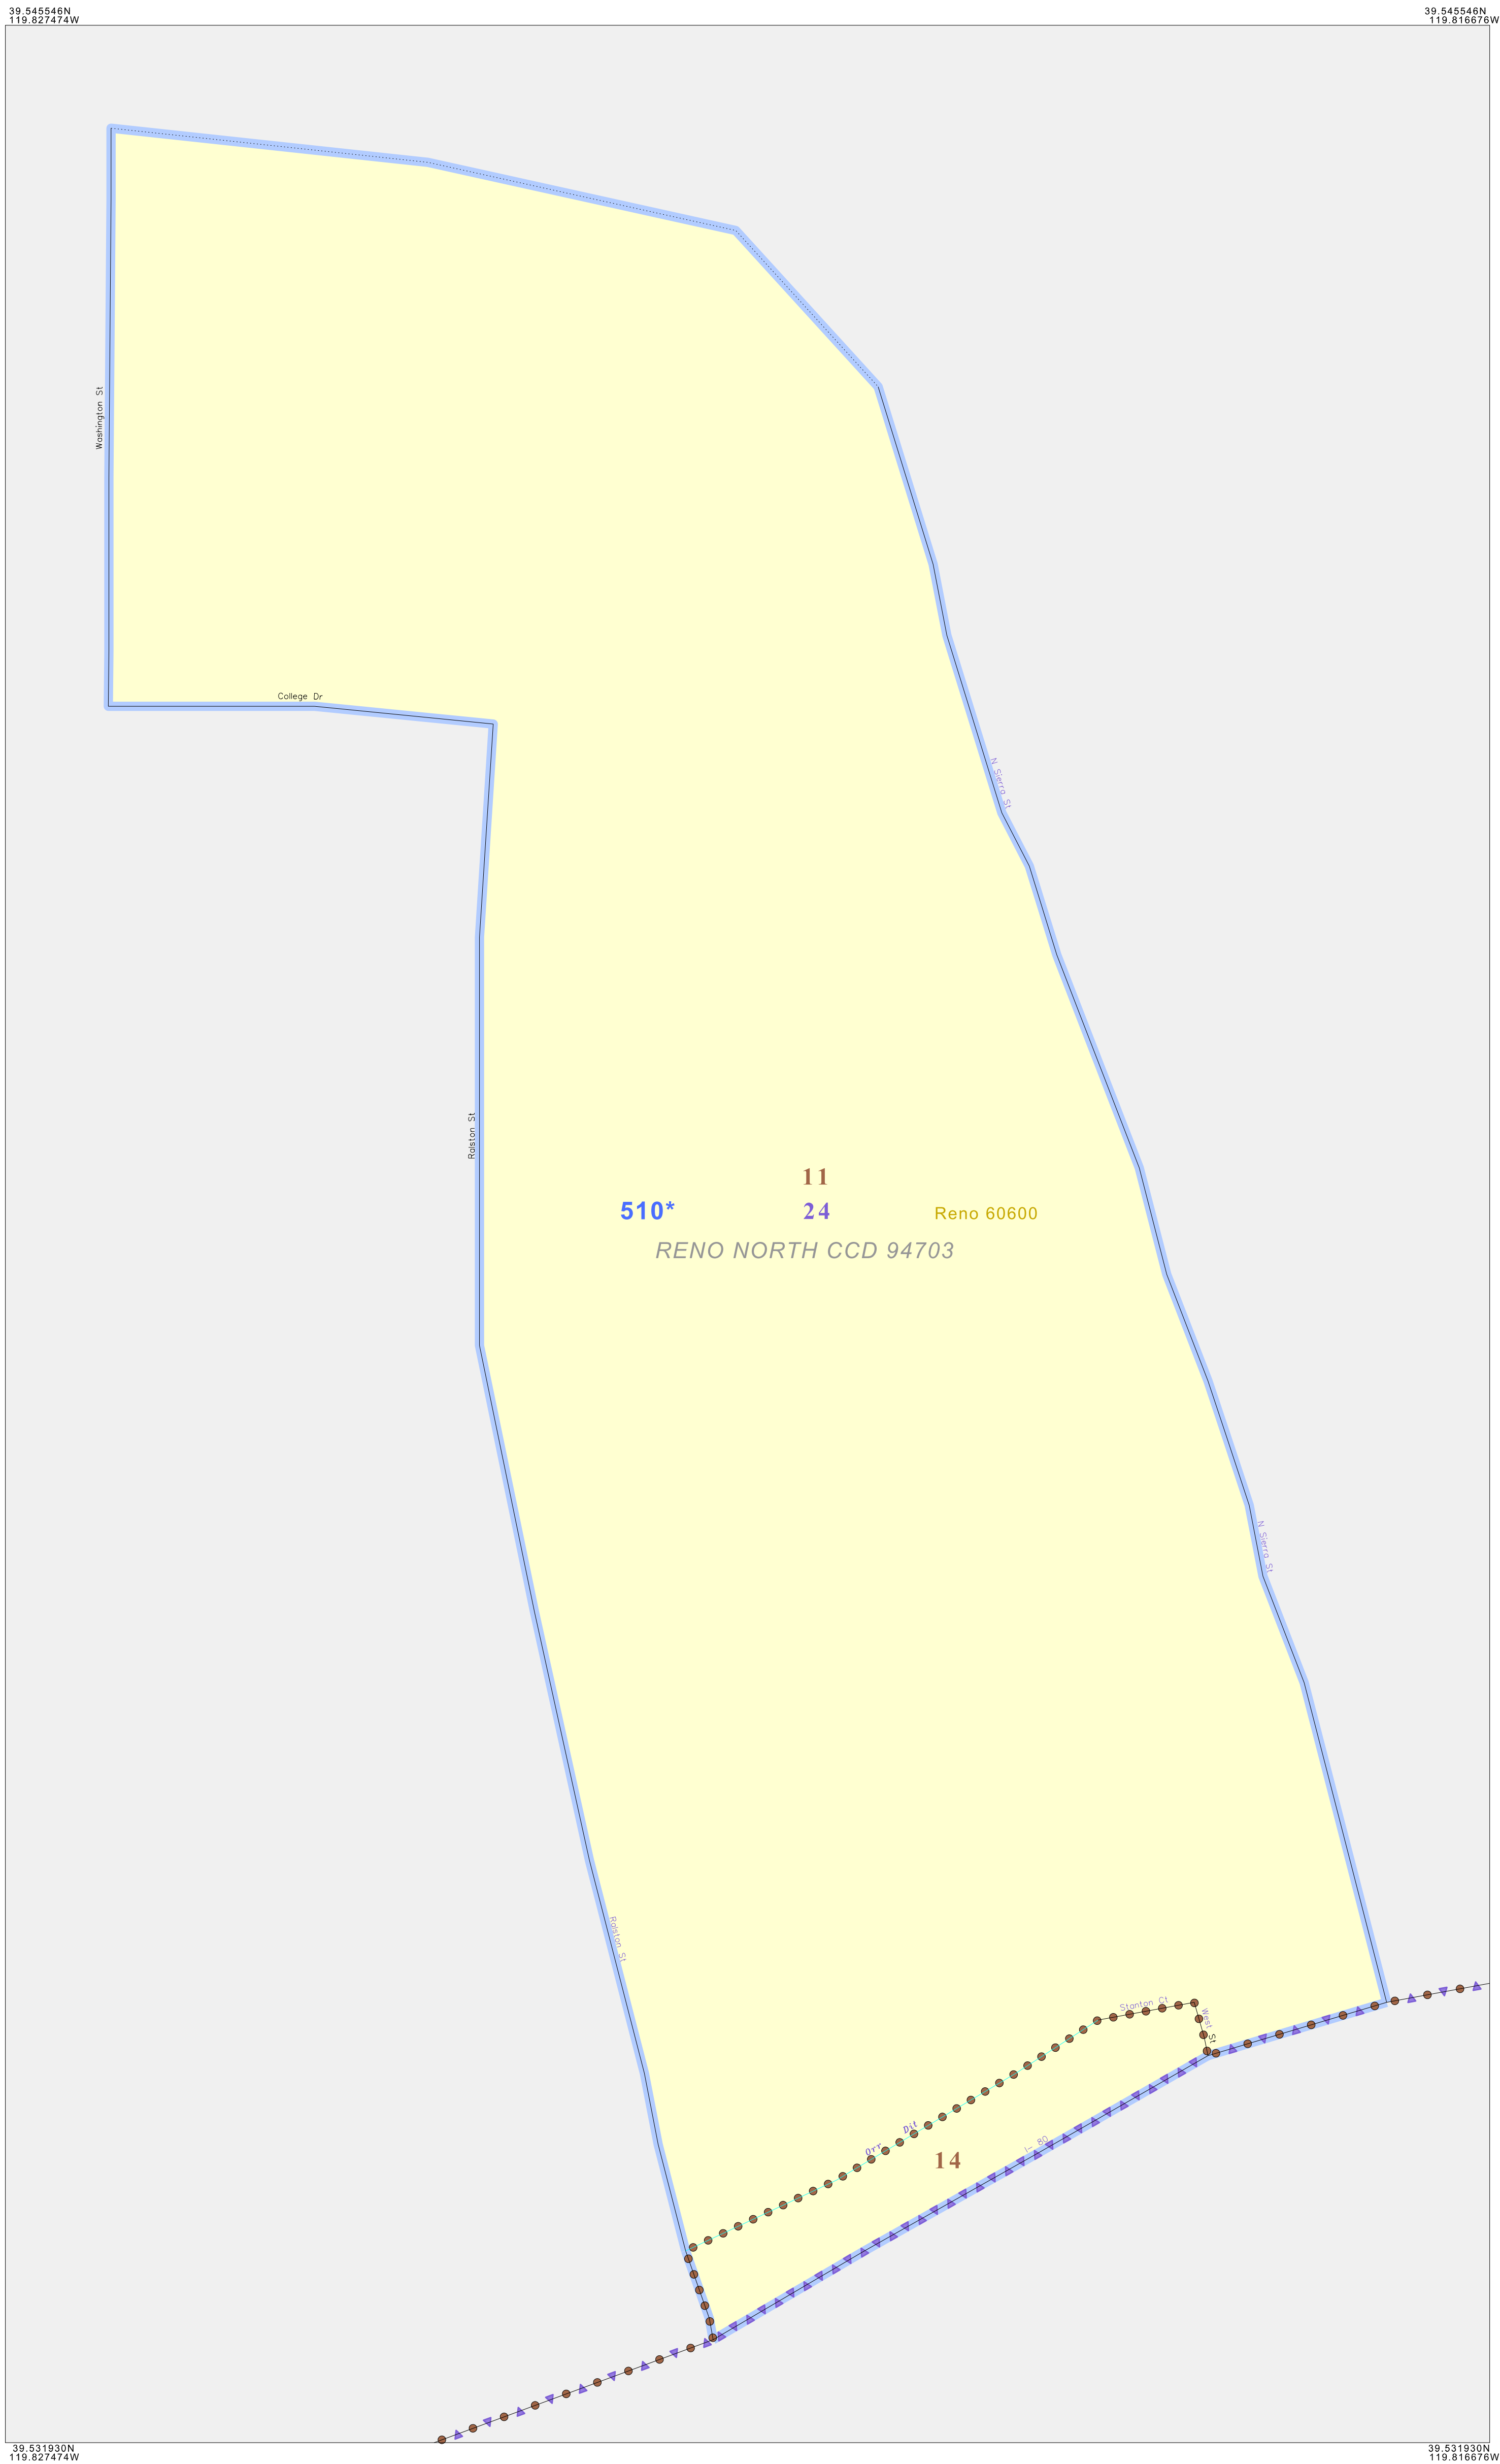 39.545546N
119.827474W
39.545546N
119.816676W
Washington St
College Dr
N Sierra St
Ralston St
11
510*
24
Reno 60600
RENO NORTH CCD 94703
N Sierra St
Ralston St
Stanton Ct
West St
Orr Dit
I- 80
14
39.531930N
119.827474W
39.531930N
119.816676W